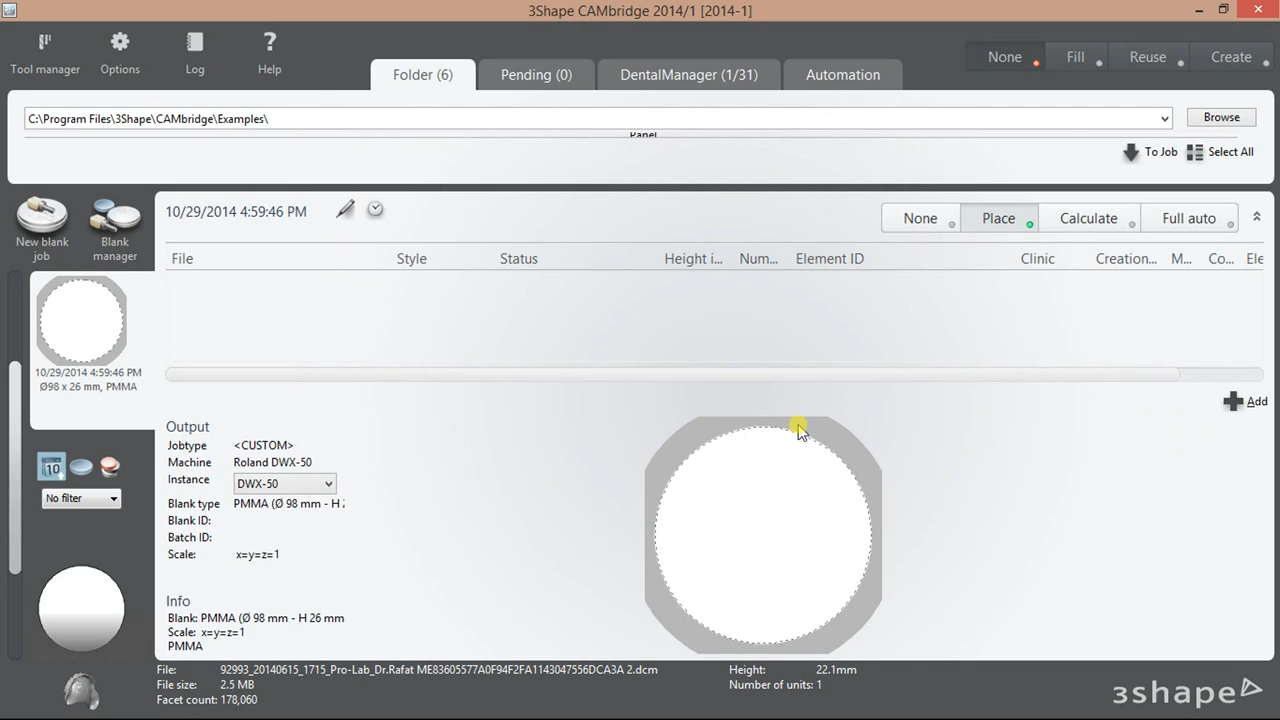 3Shape CAMbridge 2014/1 [2014-1]
Tool manager
Options
Log
Help
Folder (6)
Pending (0)
DentalManager (1/31)
Automation
None
Fill
Reuse
Create
C:\Program Files\3Shape\CAMbridge\Examples\
Browse
Panel
To Job
Select All
New blank job
Blank manager
10/29/2014 4:59:46 PM
None
Place
Calculate
Full auto
File
Style
Status
Height i...
Num...
Element ID
Clinic
Creation...
M...
Co...
Ele
10/29/2014 4:59:46 PM
Ø98 x 26 mm, PMMA
Add
10
No filter
Output
Jobtype <CUSTOM>
Machine Roland DWX-50
Instance DWX-50
Blank type PMMA (Ø 98 mm - H 2
Blank ID:
Batch ID:
Scale: x=y=z=1
Info
Blank: PMMA (Ø 98 mm - H 26 mm
Scale: x=y=z=1
PMMA
File: 92993_20140615_1715_Pro-Lab_Dr.Rafat ME83605577A0F94F2FA1143047556DCA3A 2.dcm
File size: 2.5 MB
Facet count: 178,060
Height: 22.1mm
Number of units: 1
3shape